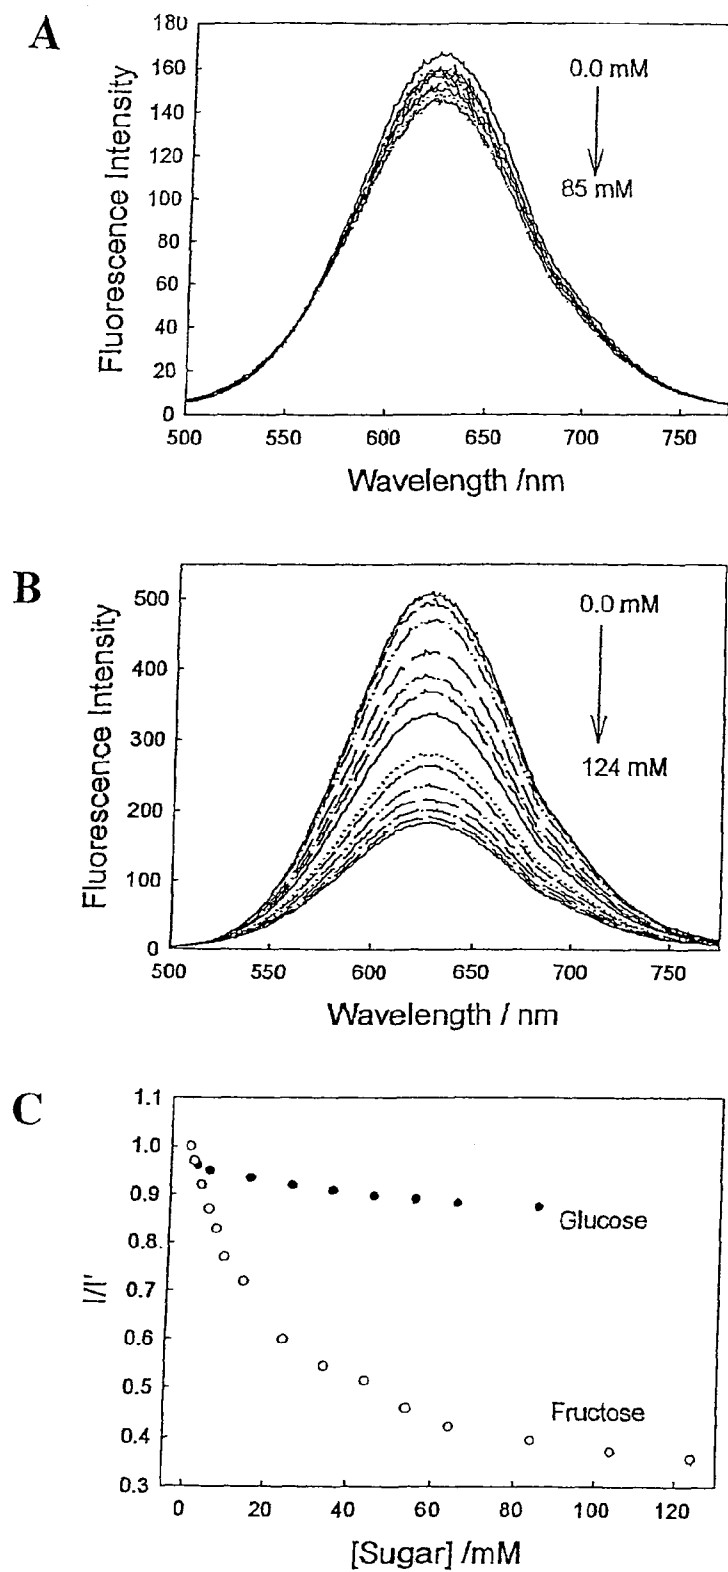 A
180
160
140
120
100
80
60
40
20
0
Fluorescence Intensity
0.0 mM
85 mM
500 550 600 650 700 750
Wavelength /nm
B
500
400
300
200
100
0
Fluorescence Intensity
0.0 mM
124 mM
500 550 600 650 700 750
Wavelength / nm
C
1.1
1.0
0.9
0.8
0.7
0.6
0.5
0.4
0.3
I/I'
Glucose
Fructose
0 20 40 60 80 100 120
[Sugar] /mM